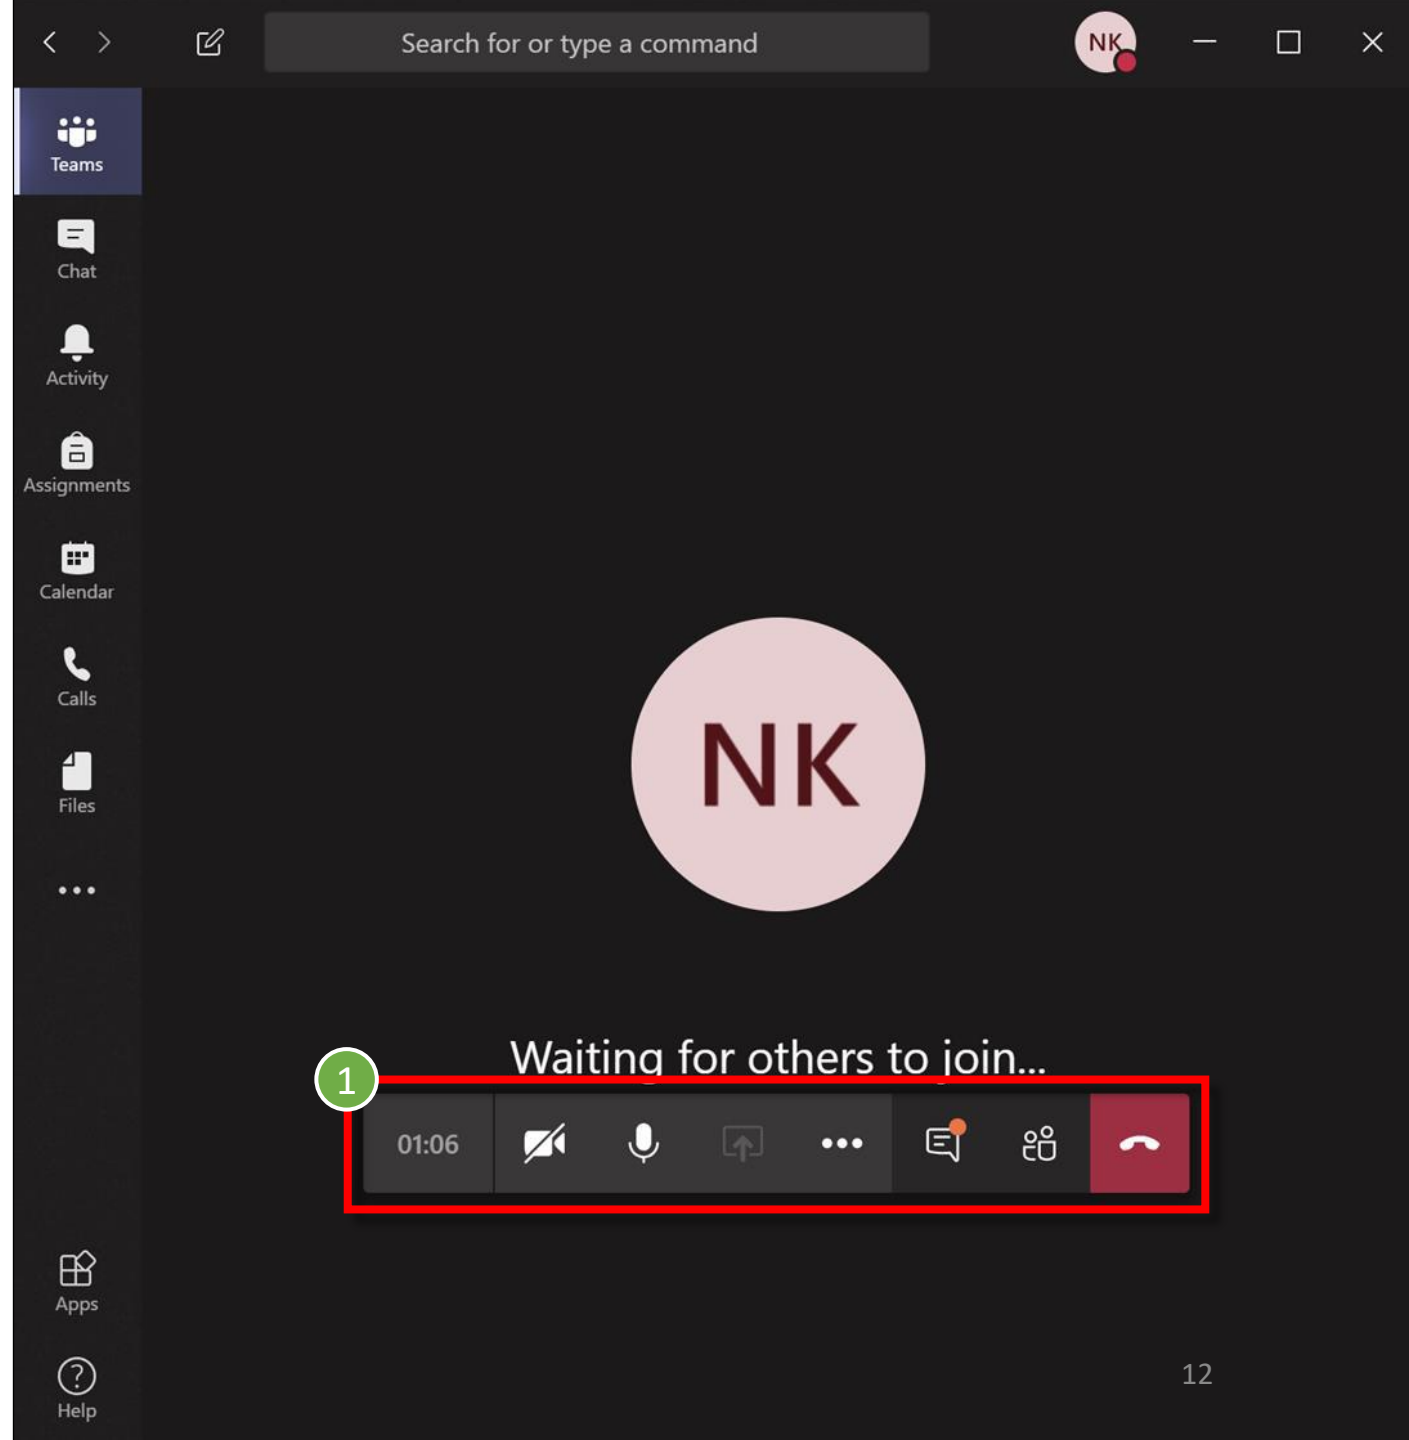 Search for or type a command
NK
Teams
Chat
Activity
Assignments
Calendar
Calls
Files
NK
Waiting for others to join...
1
01:06
Apps
Help
12